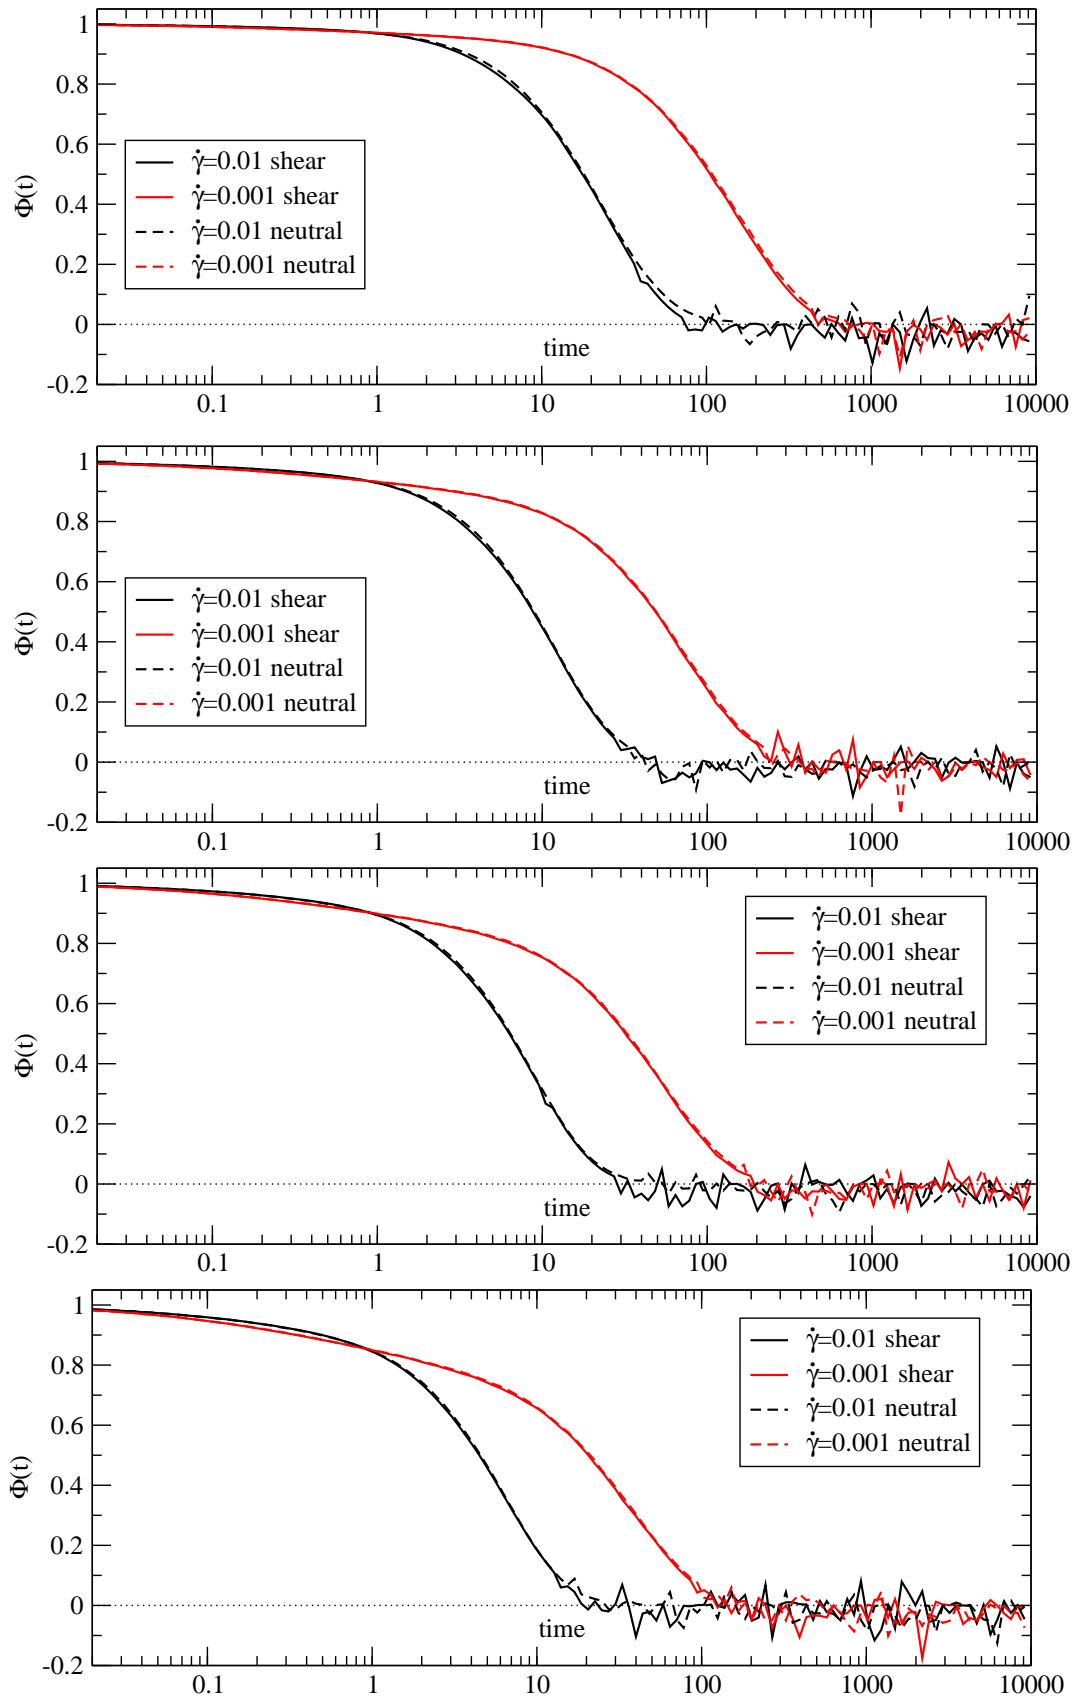 1
0.8
0.6
0.4
0.2
0
-0.2
Φ(t)
γ̇=0.01 shear
γ̇=0.001 shear
γ̇=0.01 neutral
γ̇=0.001 neutral
time
0.1 1 10 100 1000 10000
1
0.8
0.6
0.4
0.2
0
-0.2
Φ(t)
γ̇=0.01 shear
γ̇=0.001 shear
γ̇=0.01 neutral
γ̇=0.001 neutral
time
0.1 1 10 100 1000 10000
1
0.8
0.6
0.4
0.2
0
-0.2
Φ(t)
γ̇=0.01 shear
γ̇=0.001 shear
γ̇=0.01 neutral
γ̇=0.001 neutral
time
0.1 1 10 100 1000 10000
1
0.8
0.6
0.4
0.2
0
-0.2
Φ(t)
γ̇=0.01 shear
γ̇=0.001 shear
γ̇=0.01 neutral
γ̇=0.001 neutral
time
0.1 1 10 100 1000 10000